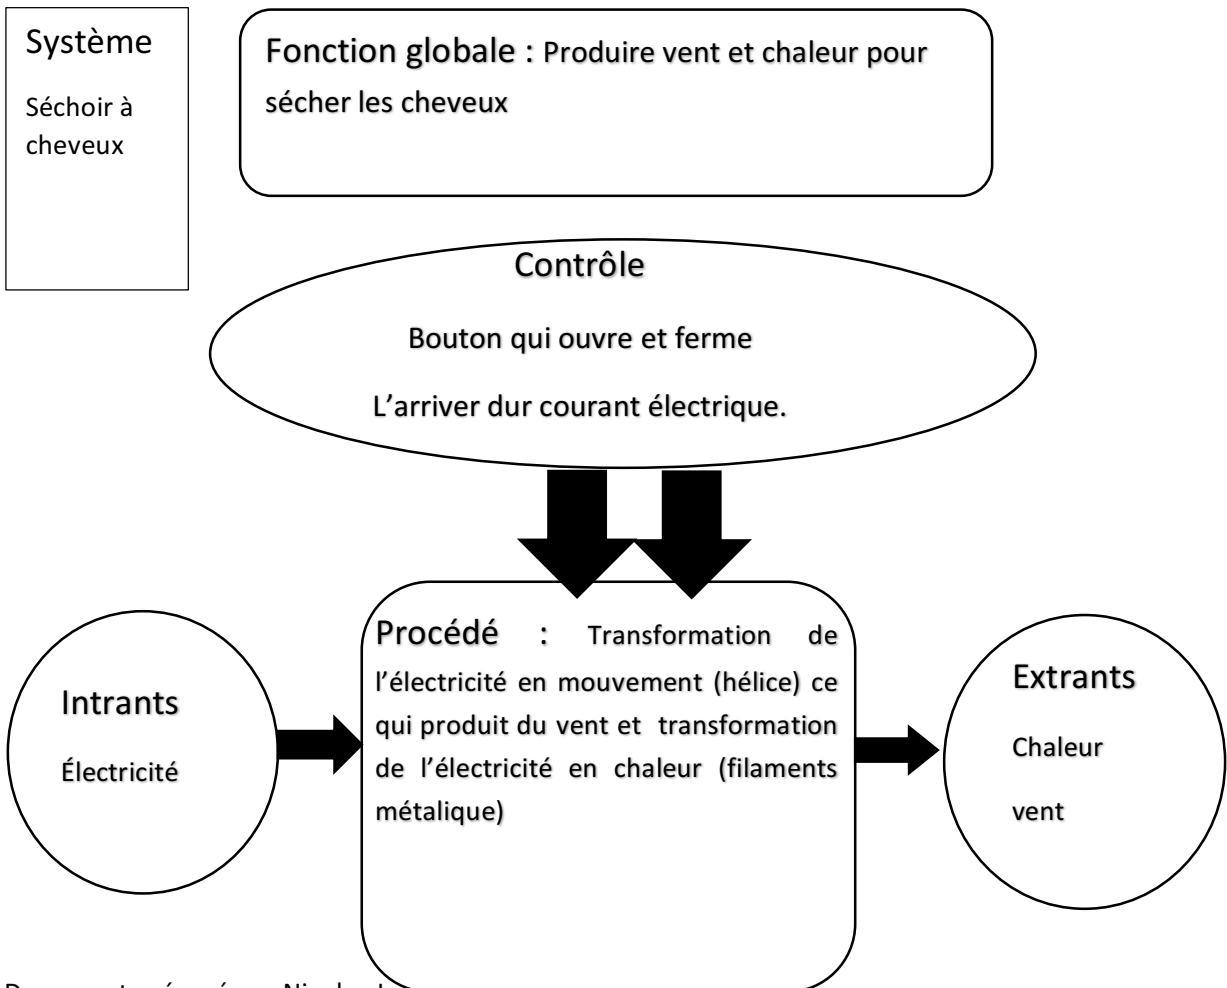 Système
Séchoir à
cheveux
Fonction globale : Produire vent et chaleur pour
sécher les cheveux
Contrôle
Bouton qui ouvre et ferme
L’arriver dur courant électrique.
Procédé : Transformation de
l’électricité en mouvement (hélice) ce
qui produit du vent et transformation
de l’électricité en chaleur (filaments
métalique)
Intrants
Électricité
Extrants
Chaleur
vent